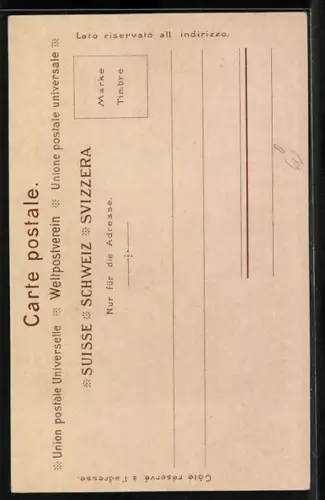 Carte postale.
※ Union postale Universelle ※ Weltpostverein ※ Unione postale universale ※
※ SUISSE ※ SCHWEIZ ※ SVIZZERA
Nur für die Adresse.
Marke
Timbre
Lato riservato all indirizzo.
Côté réservé à l'adresse.